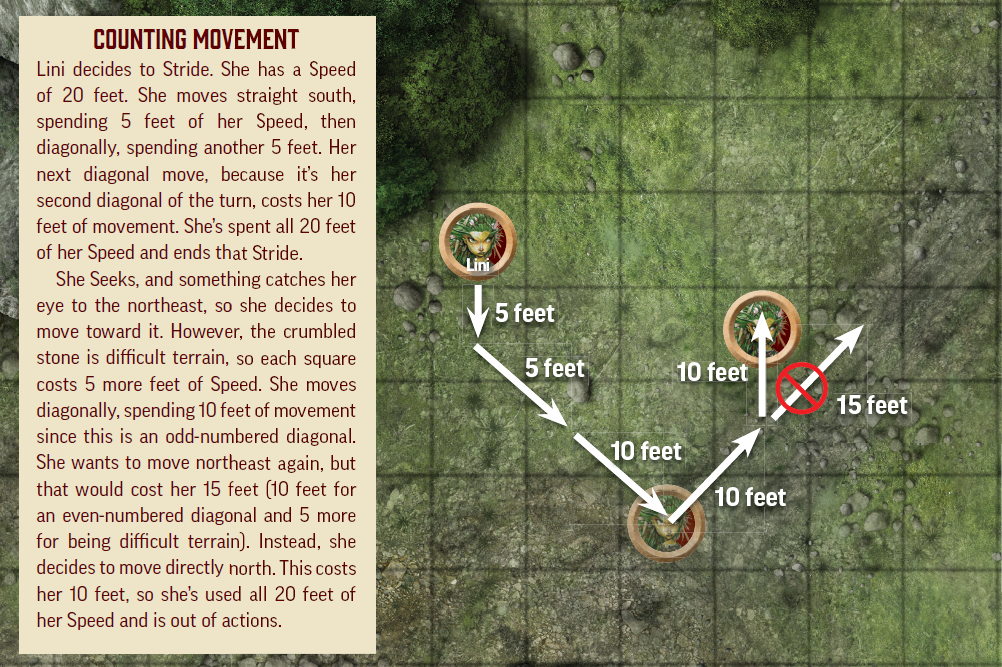 COUNTING MOVEMENT
Lini decides to Stride. She has a Speed
of 20 feet. She moves straight south,
spending 5 feet of her Speed, then
diagonally, spending another 5 feet. Her
next diagonal move, because it’s her
second diagonal of the turn, costs her 10
feet of movement. She’s spent all 20 feet
of her Speed and ends that Stride.
She Seeks, and something catches her
eye to the northeast, so she decides to
move toward it. However, the crumbled
stone is difficult terrain, so each square
costs 5 more feet of Speed. She moves
diagonally, spending 10 feet of movement
since this is an odd-numbered diagonal.
She wants to move northeast again, but
that would cost her 15 feet (10 feet for
an even-numbered diagonal and 5 more
for being difficult terrain). Instead, she
decides to move directly north. This costs
her 10 feet, so she’s used all 20 feet of
her Speed and is out of actions.
Lini
5 feet
5 feet
10 feet
10 feet
10 feet
15 feet